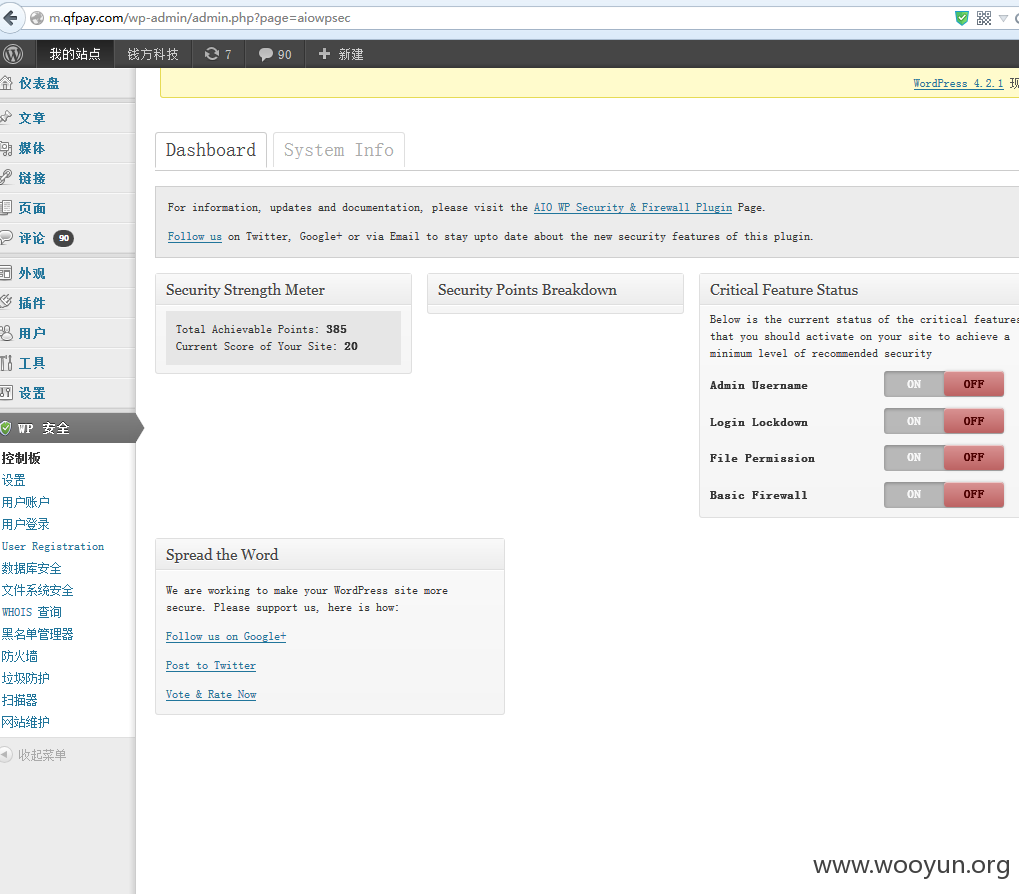 m.qfpay.com/wp-admin/admin.php?page=aiowpsec
我的站点 钱方科技 7 90 新建
仪表盘
WordPress 4.2.1 现
文章
媒体
链接
页面
评论 90
外观
插件
用户
工具
设置
WP 安全
控制板
设置
用户账户
用户登录
User Registration
数据库安全
文件系统安全
WHOIS 查询
黑名单管理器
防火墙
垃圾防护
扫描器
网站维护
收起菜单
Dashboard System Info
For information, updates and documentation, please visit the AIO WP Security & Firewall Plugin Page.
Follow us on Twitter, Google+ or via Email to stay upto date about the new security features of this plugin.
Security Strength Meter
Total Achievable Points: 385
Current Score of Your Site: 20
Security Points Breakdown
Critical Feature Status
Below is the current status of the critical features
that you should activate on your site to achieve a
minimum level of recommended security
Admin Username ON OFF
Login Lockdown ON OFF
File Permission ON OFF
Basic Firewall ON OFF
Spread the Word
We are working to make your WordPress site more
secure. Please support us, here is how:
Follow us on Google+
Post to Twitter
Vote & Rate Now
www.wooyun.org